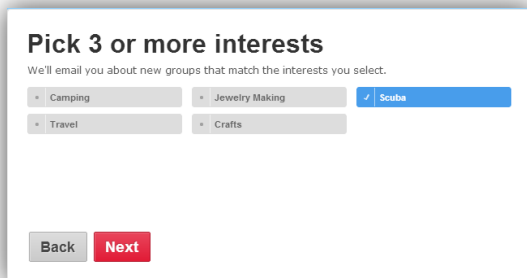 Pick 3 or more interests
We'll email you about new groups that match the interests you select.
Camping
Jewelry Making
Scuba
Travel
Crafts
Back
Next